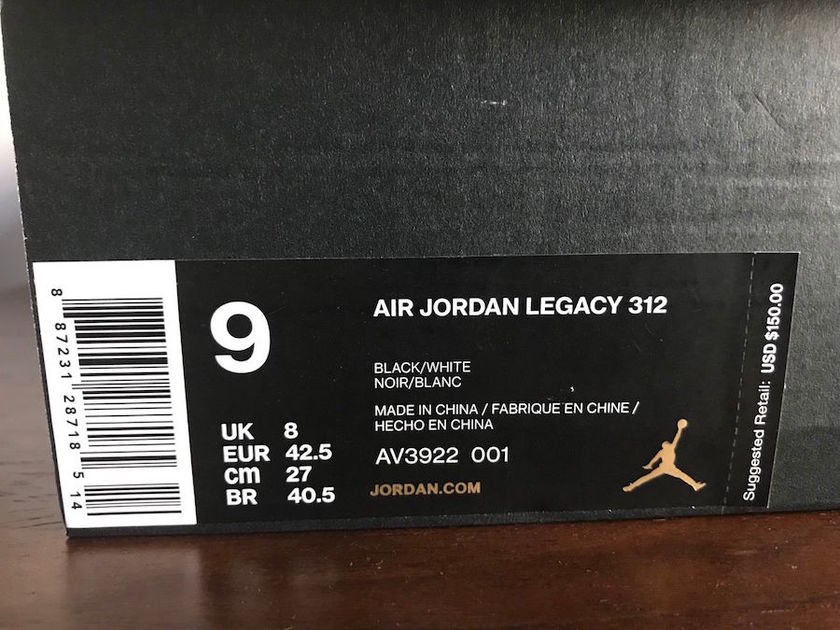 8 87231 28718 5 14
9
UK 8
EUR 42.5
cm 27
BR 40.5
AIR JORDAN LEGACY 312
BLACK/WHITE
NOIR/BLANC
MADE IN CHINA / FABRIQUE EN CHINE /
HECHO EN CHINA
AV3922 001
JORDAN.COM
Suggested Retail: USD $150.00